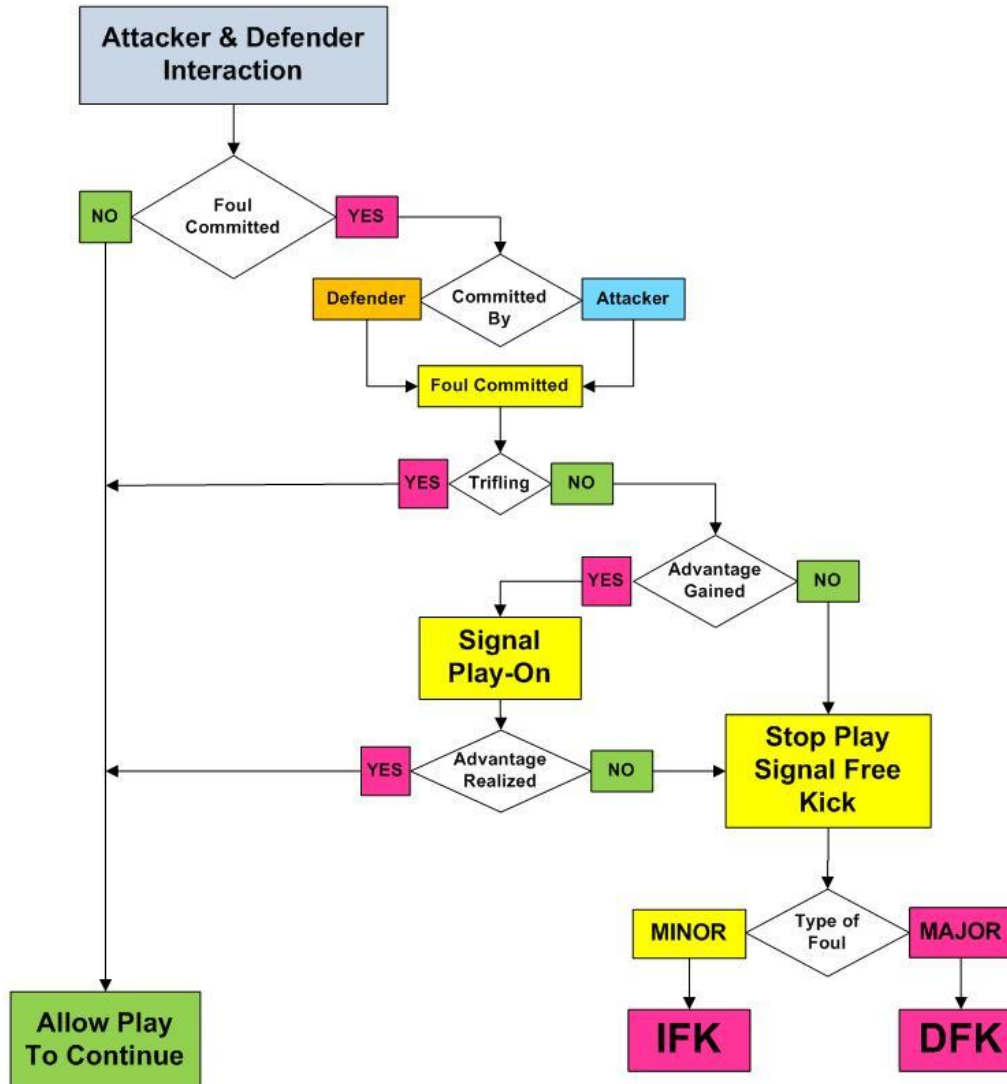 Attacker & Defender
Interaction
NO
Foul
Committed
YES
Defender
Committed
By
Attacker
Foul Committed
YES
Trifling
NO
YES
Advantage
Gained
NO
Signal
Play-On
YES
Advantage
Realized
NO
Stop Play
Signal Free
Kick
MINOR
Type of
Foul
MAJOR
Allow Play
To Continue
IFK
DFK